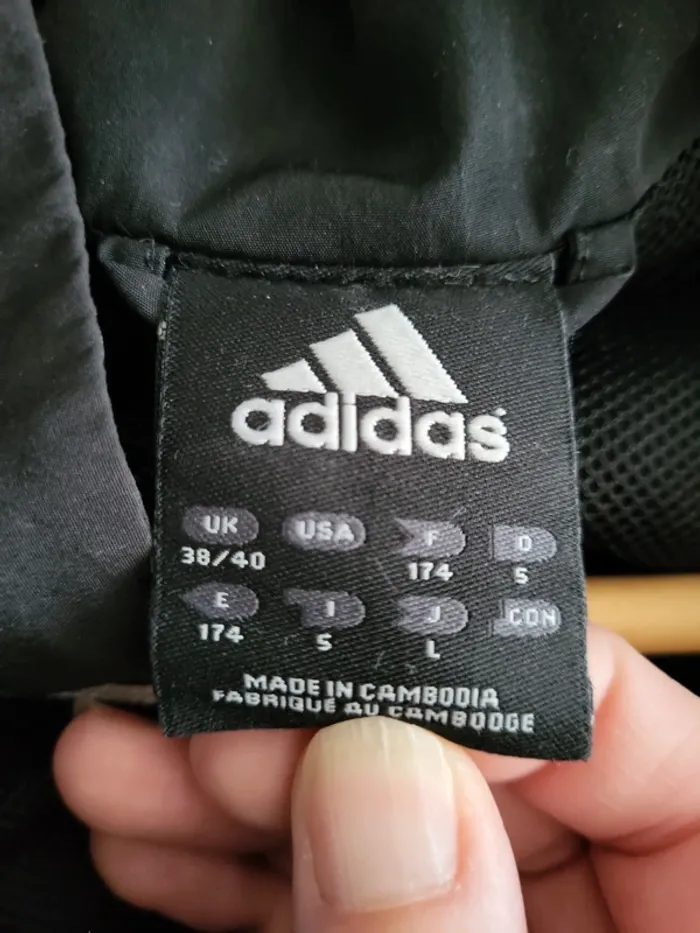 adidas
UK USA F D
38/40 174 5
E I J CON
174 5 L
MADE IN CAMBODIA
FABRIQUÉ AU CAMBODGE